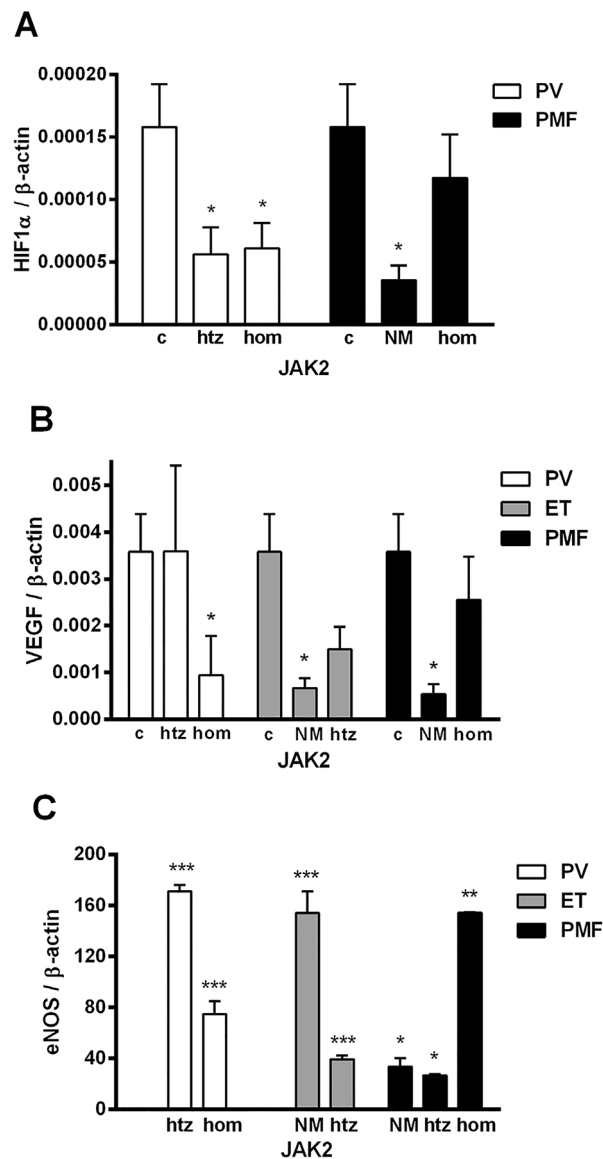 A
0.00020
0.00015
0.00010
0.00005
0.00000
HIF1α / β-actin
* * *
c htz hom c NM hom
JAK2
PV
PMF
B
0.005
0.004
0.003
0.002
0.001
0.000
VEGF / β-actin
* * *
c htz hom c NM htz c NM hom
JAK2
PV
ET
PMF
C
200
160
120
80
40
0
eNOS / β-actin
*** *** *** *** * * **
htz hom NM htz NM htz hom
JAK2
PV
ET
PMF